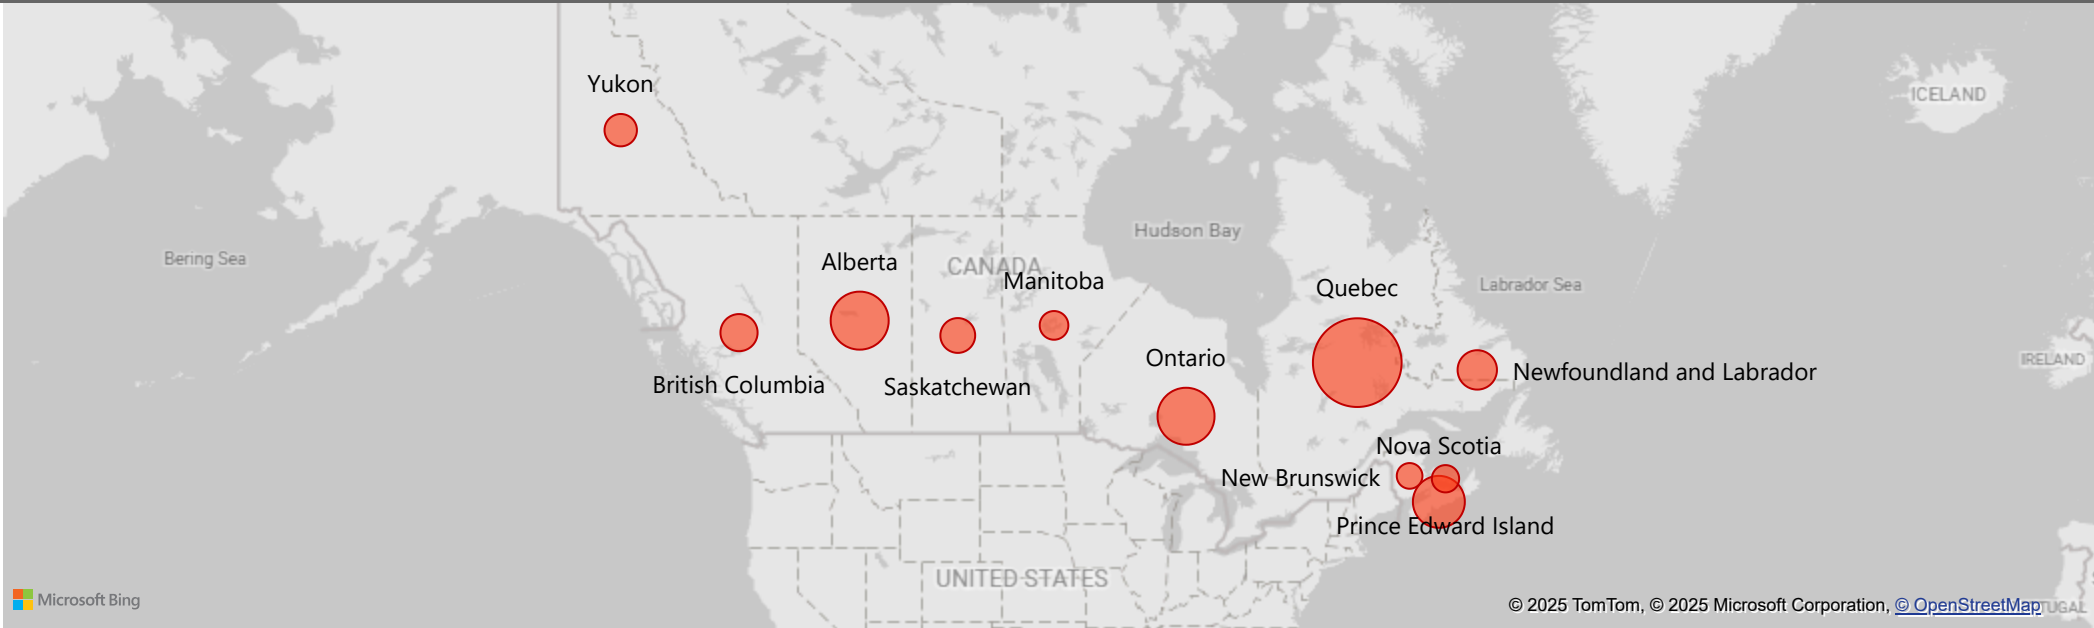 Yukon
ICELAND
Hudson Bay
Bering Sea
Alberta
CANADA
Manitoba
Quebec
Labrador Sea
Ontario
IRELAND
British Columbia
Saskatchewan
Newfoundland and Labrador
Nova Scotia
New Brunswick
Prince Edward Island
UNITED STATES
Microsoft Bing
© 2025 TomTom, © 2025 Microsoft Corporation, © OpenStreetMap